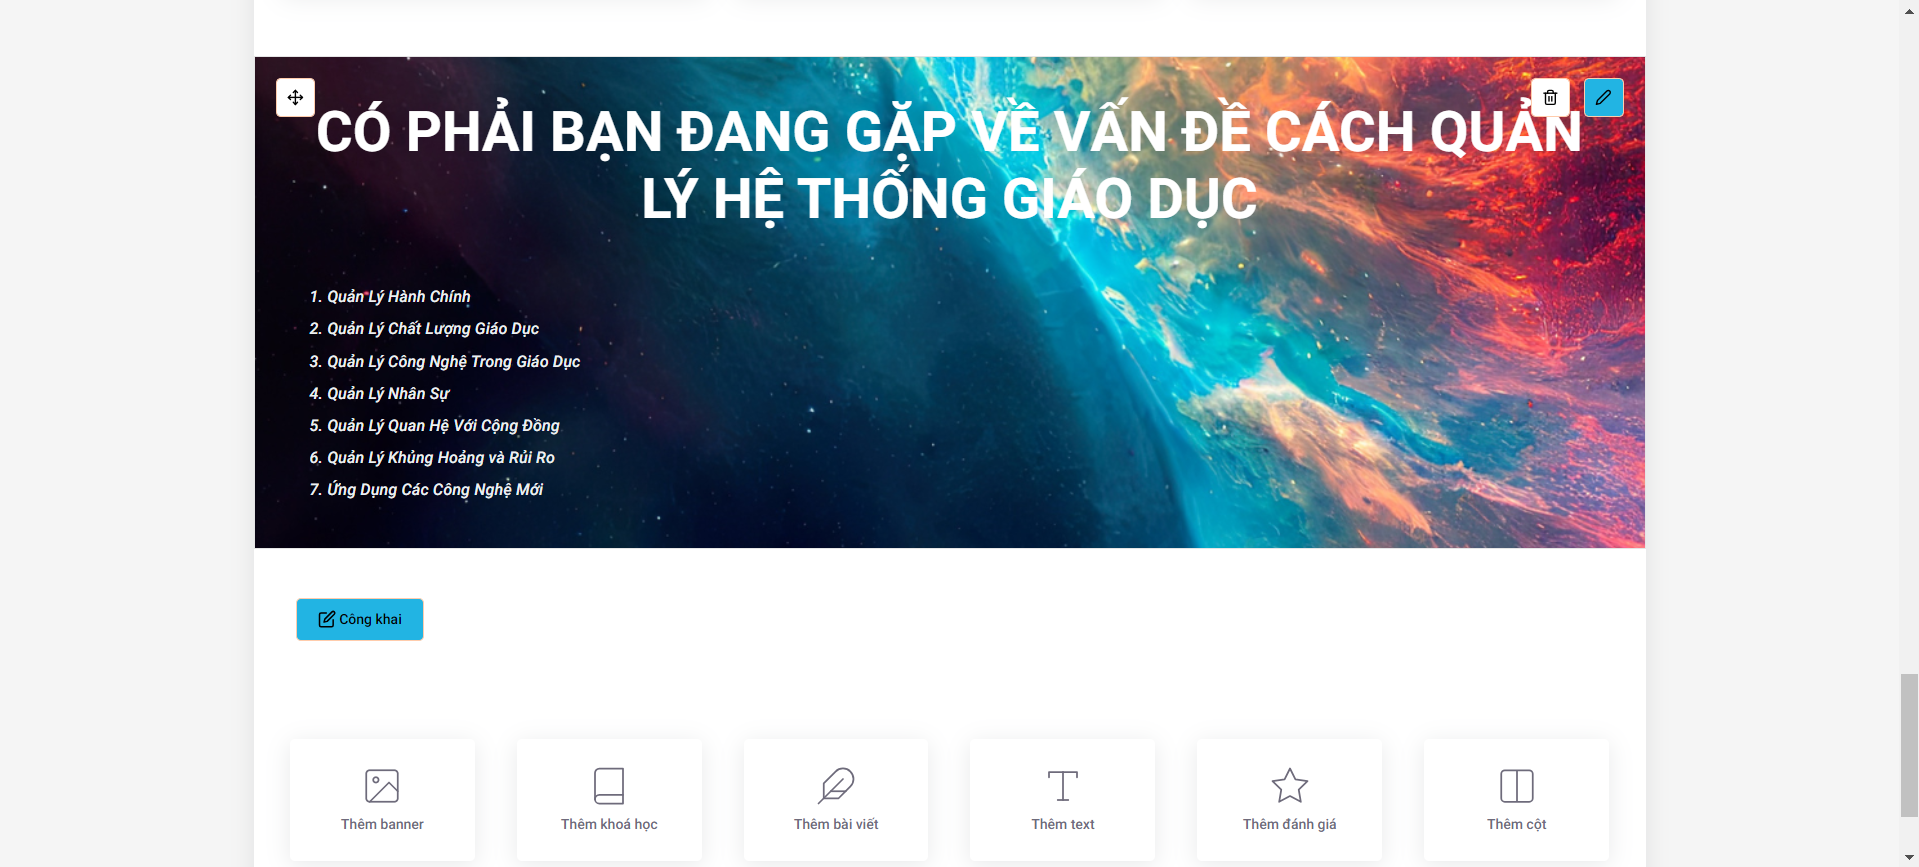 CÓ PHẢI BẠN ĐANG GẶP VỀ VẤN ĐỀ CÁCH QUẢN
LÝ HỆ THỐNG GIÁO DỤC
1. Quản Lý Hành Chính
2. Quản Lý Chất Lượng Giáo Dục
3. Quản Lý Công Nghệ Trong Giáo Dục
4. Quản Lý Nhân Sự
5. Quản Lý Quan Hệ Với Cộng Đồng
6. Quản Lý Khủng Hoảng và Rủi Ro
7. Ứng Dụng Các Công Nghệ Mới
Công khai
Thêm banner
Thêm khoá học
Thêm bài viết
Thêm text
Thêm đánh giá
Thêm cột